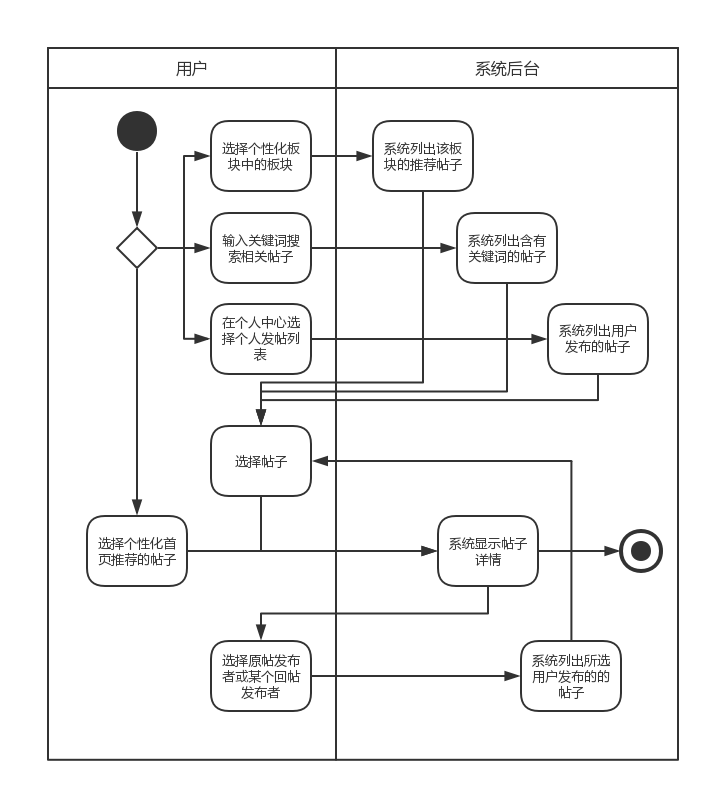 用户
系统后台
选择个性化板
块中的板块
系统列出该板
块的推荐帖子
输入关键词搜
索相关帖子
系统列出含有
关键词的帖子
在个人中心选
择个人发帖列
表
系统列出用户
发布的帖子
选择帖子
选择个性化首
页推荐的帖子
系统显示帖子
详情
选择原帖发布
者或某个回帖
发布者
系统列出所选
用户发布的的
帖子